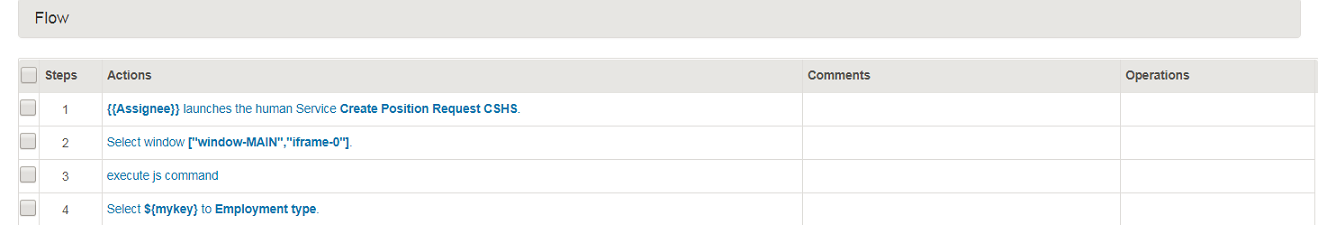 Flow
Steps Actions Comments Operations
1 {{Assignee}} launches the human Service Create Position Request CSHS.
2 Select window ["window-MAIN","iframe-0"].
3 execute js command
4 Select ${mykey} to Employment type.